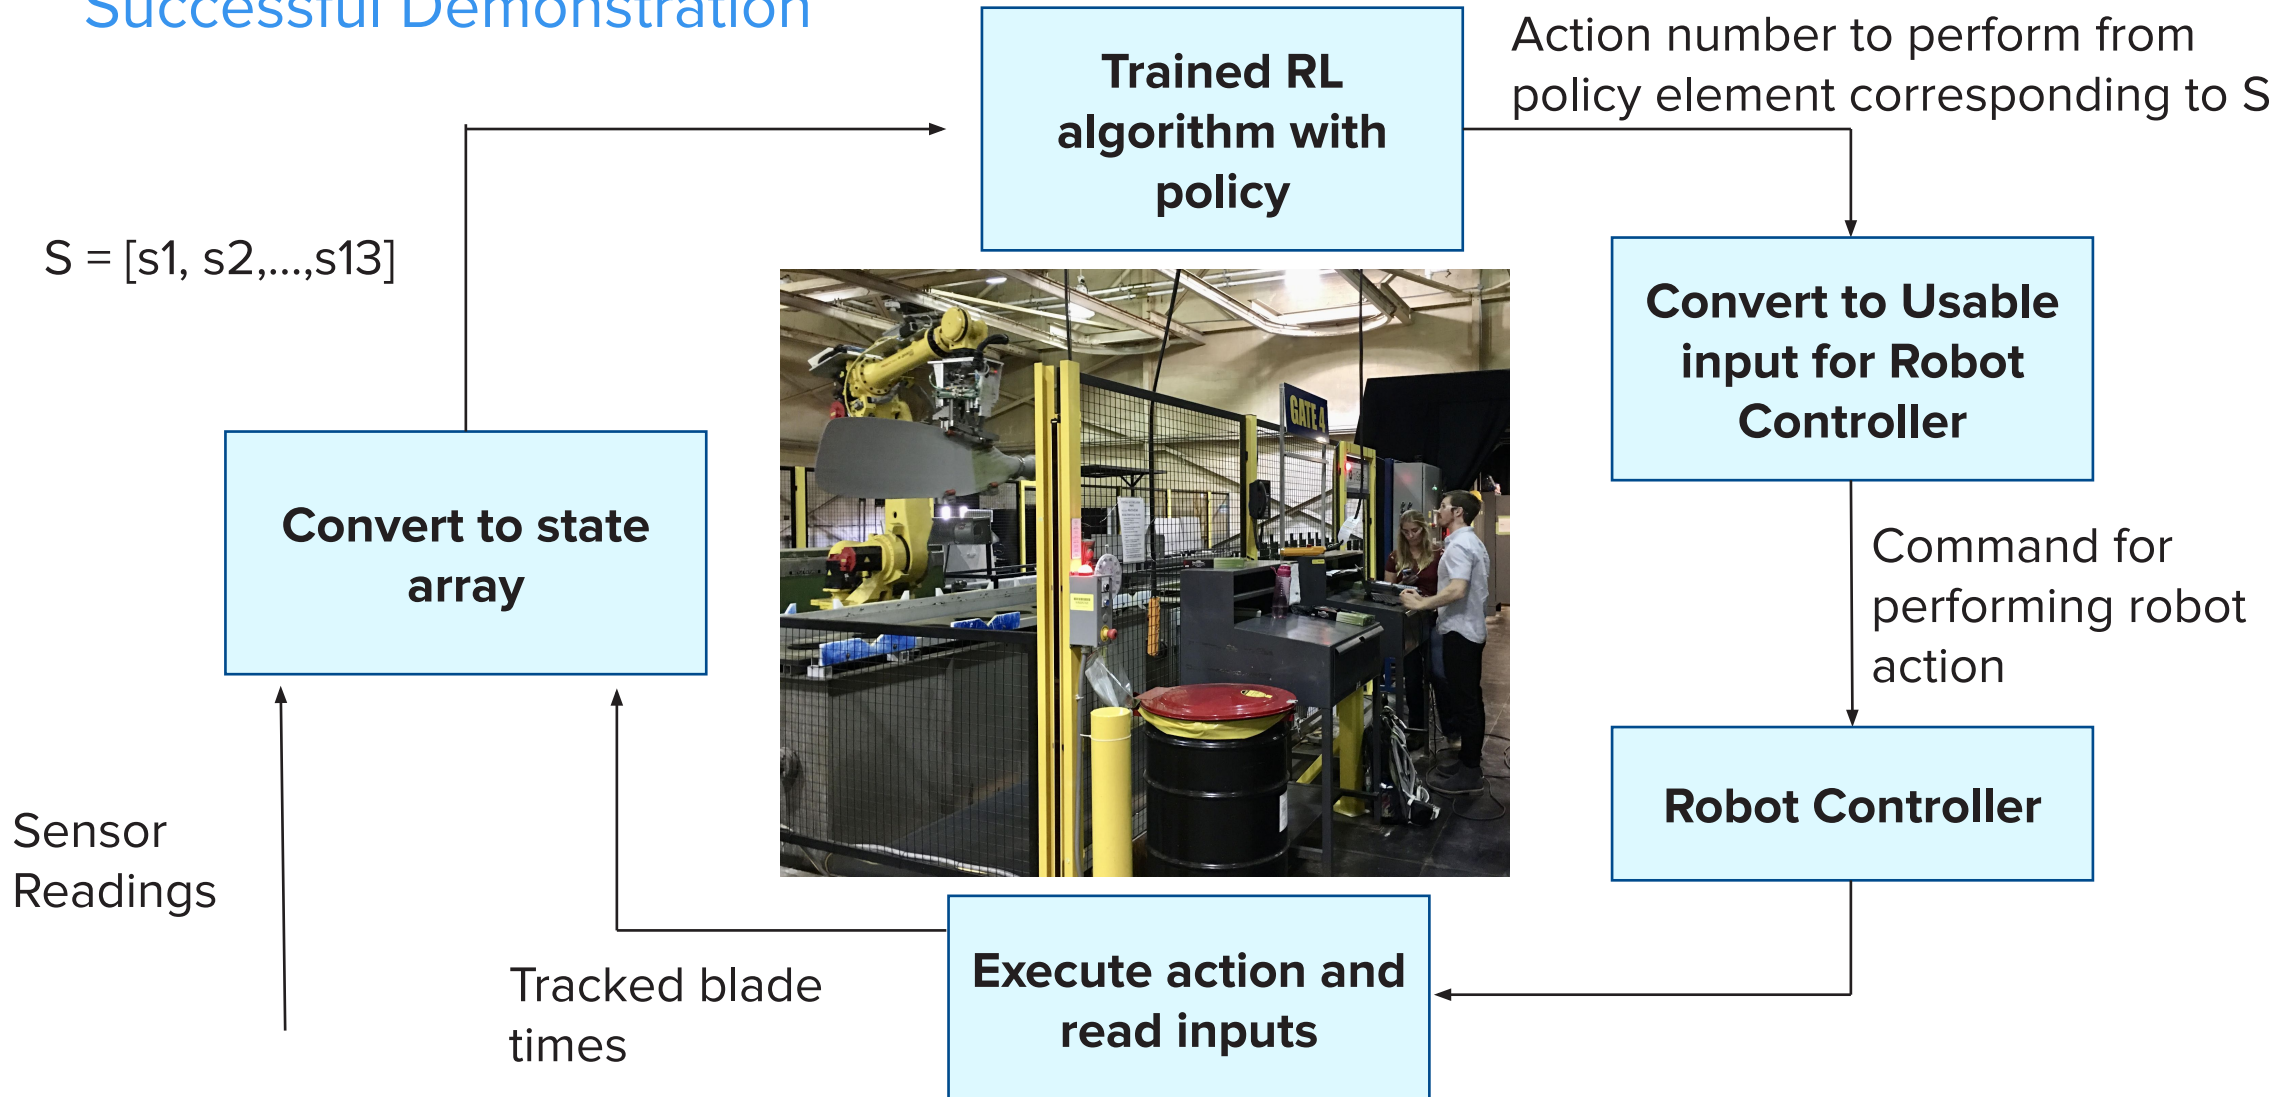 Successful Demonstration
Trained RL
algorithm with
policy
Action number to perform from
policy element corresponding to S
S = [s1, s2,...,s13]
Convert to Usable
input for Robot
Controller
GATE 4
Convert to state
array
Command for
performing robot
action
Robot Controller
Sensor
Readings
Tracked blade
times
Execute action and
read inputs